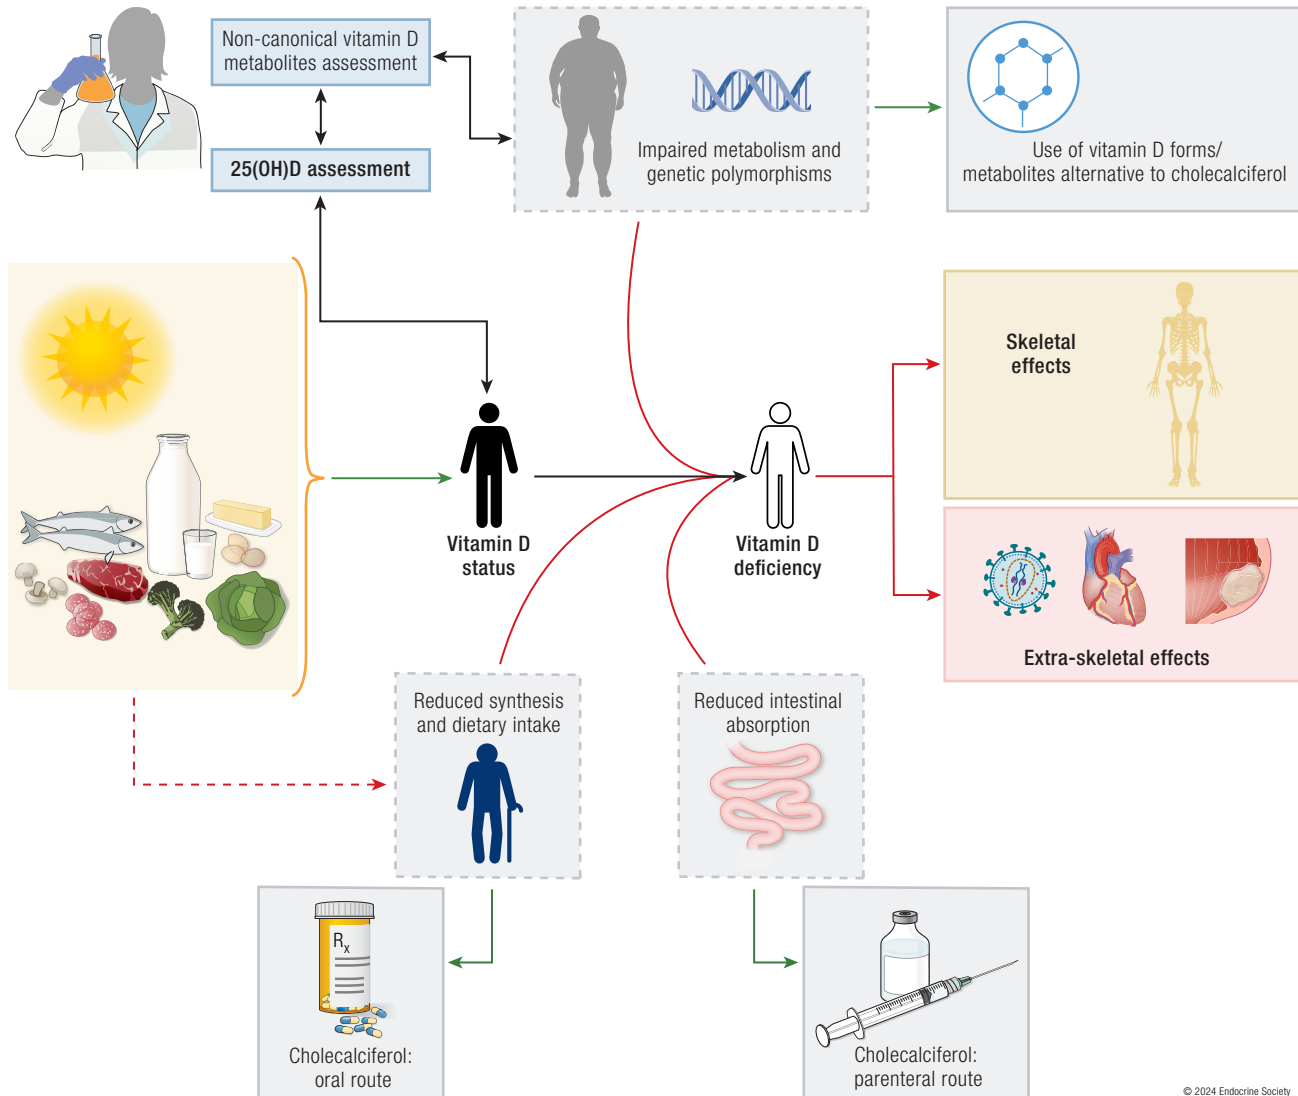 Non-canonical vitamin D
metabolites assessment
25(OH)D assessment
Impaired metabolism and
genetic polymorphisms
Use of vitamin D forms/
metabolites alternative to cholecalciferol
Skeletal
effects
Vitamin D
status
Vitamin D
deficiency
Extra-skeletal effects
Reduced synthesis
and dietary intake
Reduced intestinal
absorption
Rx
Cholecalciferol:
oral route
Cholecalciferol:
parenteral route
© 2024 Endocrine Society